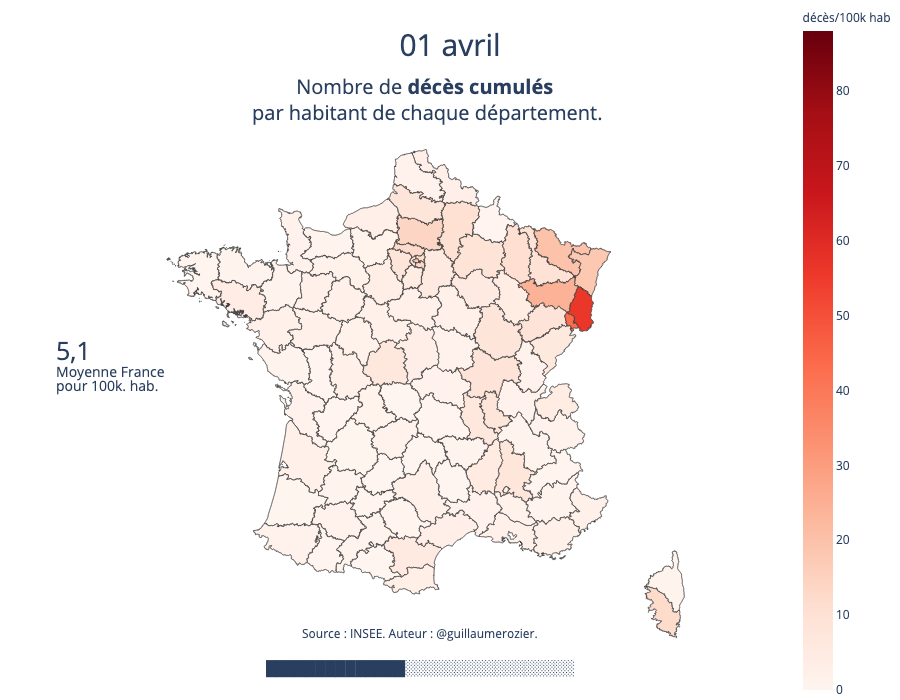 décès/100k hab
01 avril
Nombre de décès cumulés
par habitant de chaque département.
80
70
60
50
40
30
20
10
0
5,1
Moyenne France
pour 100k. hab.
Source : INSEE. Auteur : @guillaumerozier.